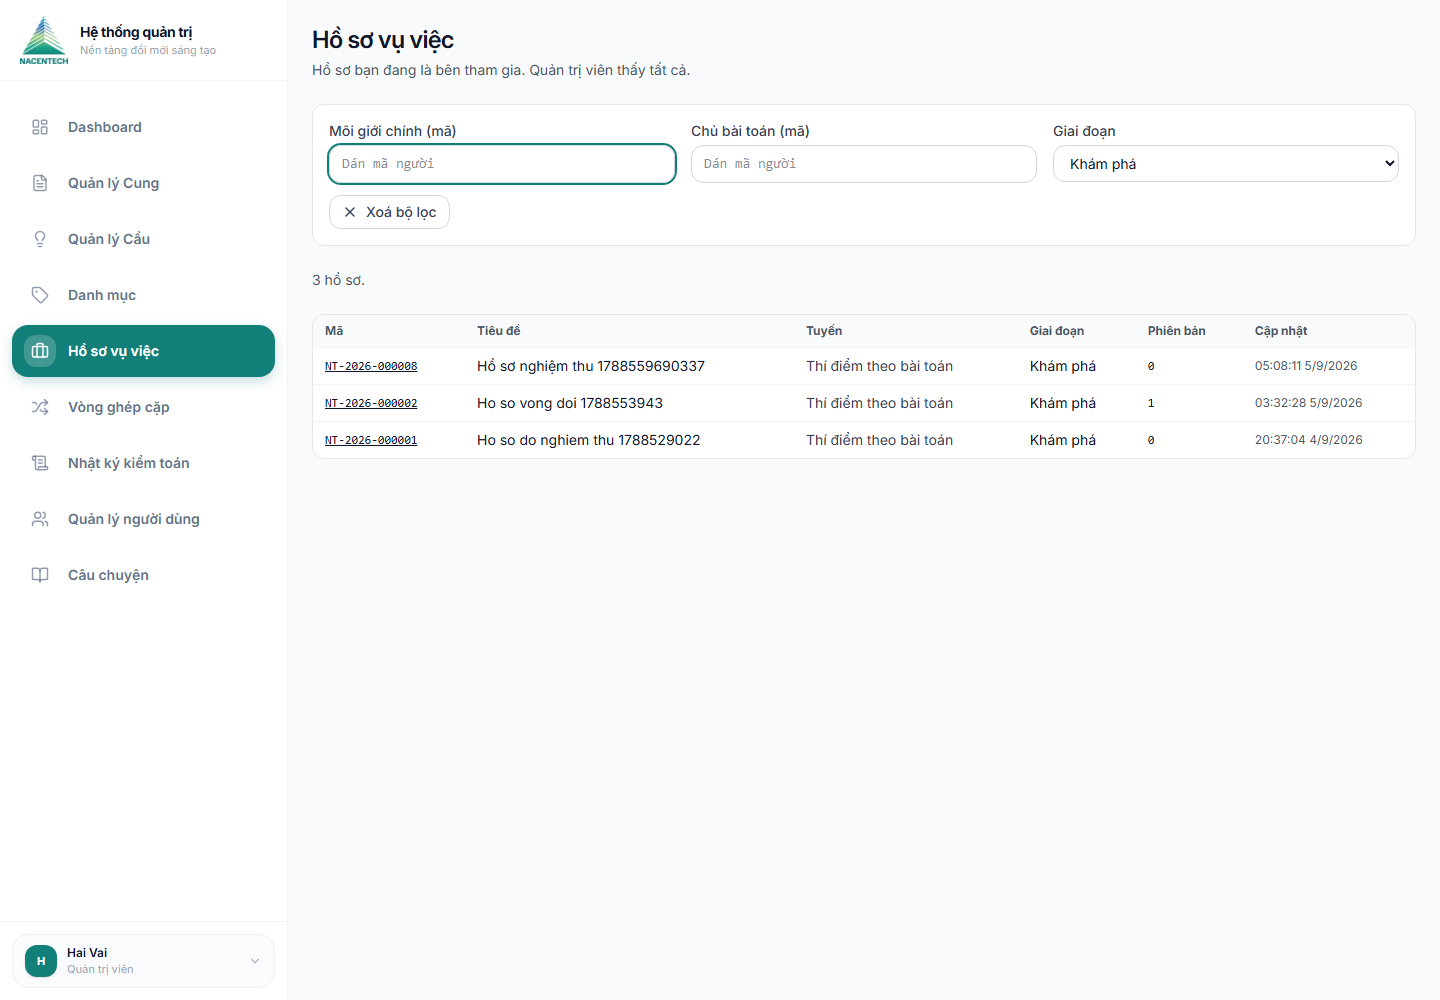 NACENTECH
Hệ thống quản trị
Nền tảng đổi mới sáng tạo
Dashboard
Quản lý Cung
Quản lý Cầu
Danh mục
Hồ sơ vụ việc
Vòng ghép cặp
Nhật ký kiểm toán
Quản lý người dùng
Câu chuyện
H
Hai Vai
Quản trị viên
Hồ sơ vụ việc
Hồ sơ bạn đang là bên tham gia. Quản trị viên thấy tất cả.
Môi giới chính (mã)
Chủ bài toán (mã)
Giai đoạn
Dán mã người
Dán mã người
Khám phá
Xoá bộ lọc
3 hồ sơ.
Mã Tiêu đề Tuyến Giai đoạn Phiên bản Cập nhật
NT-2026-000008 Hồ sơ nghiệm thu 1788559690337 Thí điểm theo bài toán Khám phá 0 05:08:11 5/9/2026
NT-2026-000002 Ho so vong doi 1788553943 Thí điểm theo bài toán Khám phá 1 03:32:28 5/9/2026
NT-2026-000001 Ho so do nghiem thu 1788529022 Thí điểm theo bài toán Khám phá 0 20:37:04 4/9/2026